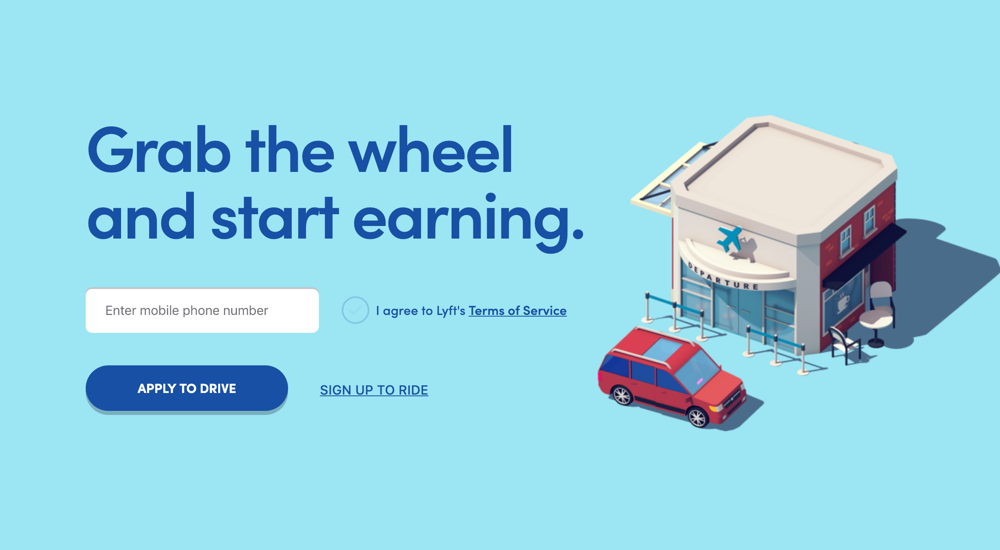 Grab the wheel
and start earning.
Enter mobile phone number
I agree to Lyft's Terms of Service
APPLY TO DRIVE
SIGN UP TO RIDE
DEPARTURE